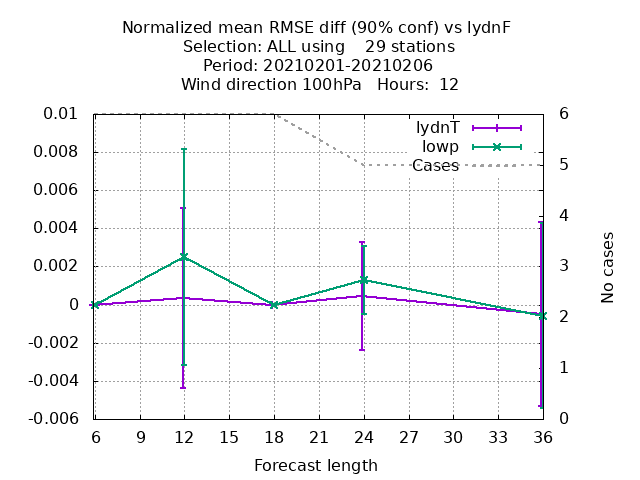 Normalized mean RMSE diff (90% conf) vs lydnF
Selection: ALL using    29 stations
Period: 20210201-20210206
Wind direction 100hPa   Hours:  12
0.01
0.008
0.006
0.004
0.002
0
-0.002
-0.004
-0.006
lydnT
lowp
Cases
6
5
4
3
2
1
0
No cases
6 9 12 15 18 21 24 27 30 33 36
Forecast length